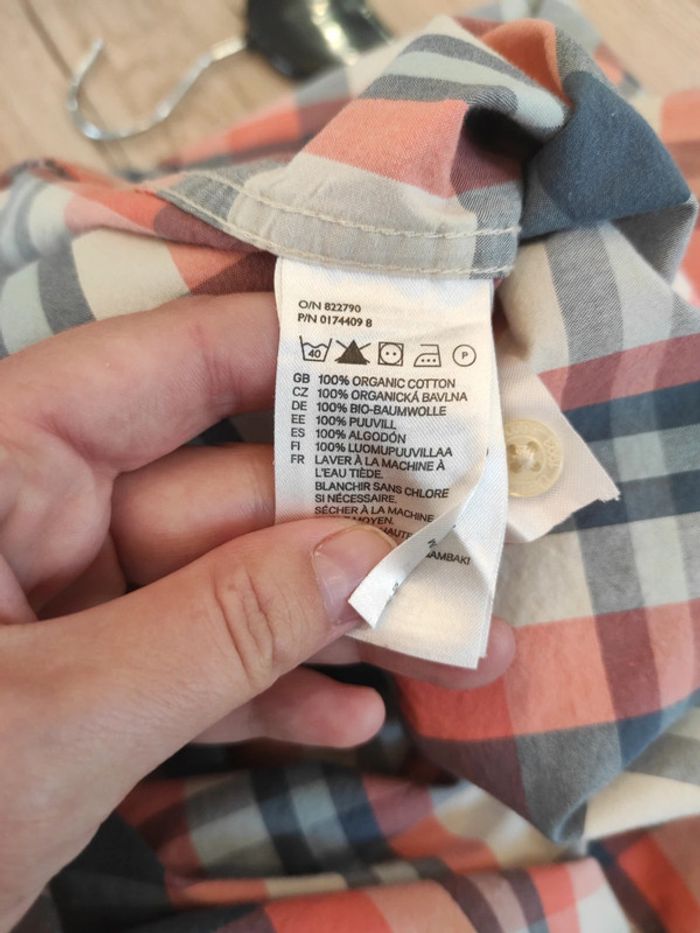 O/N 822790
P/N 0174409 8
40 P
GB 100% ORGANIC COTTON
CZ 100% ORGANICKÁ BAVLNA
DE 100% BIO-BAUMWOLLE
EE 100% PUUVILL
ES 100% ALGODÓN
FI 100% LUOMUPUUVILLAA
FR LAVER À LA MACHINE À
L'EAU TIÈDE.
BLANCHIR SANS CHLORE
SI NÉCESSAIRE.
SÉCHER À LA MACHINE
MOYEN.